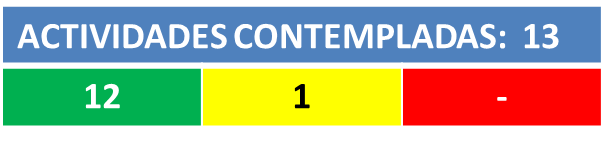 ACTIVIDADES CONTEMPLADAS: 13
12 1 -